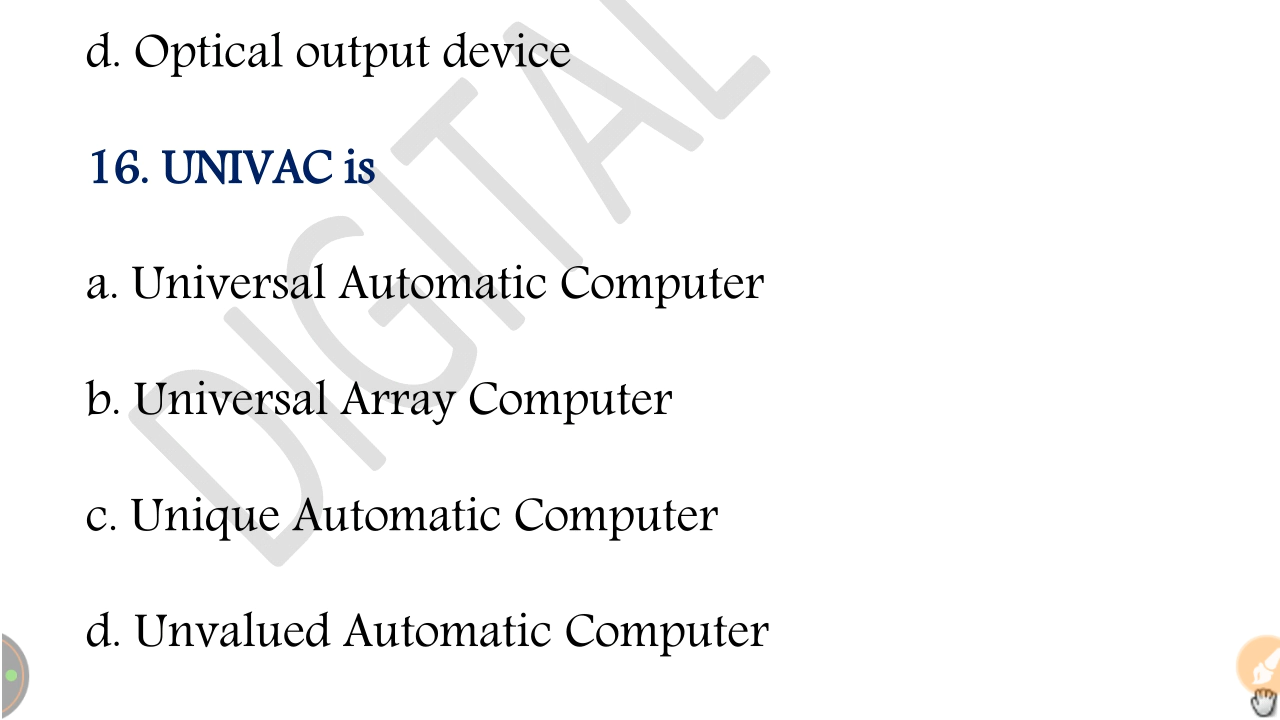 d. Optical output device
16. UNIVAC is
a. Universal Automatic Computer
b. Universal Array Computer
c. Unique Automatic Computer
d. Unvalued Automatic Computer
DIGITAL